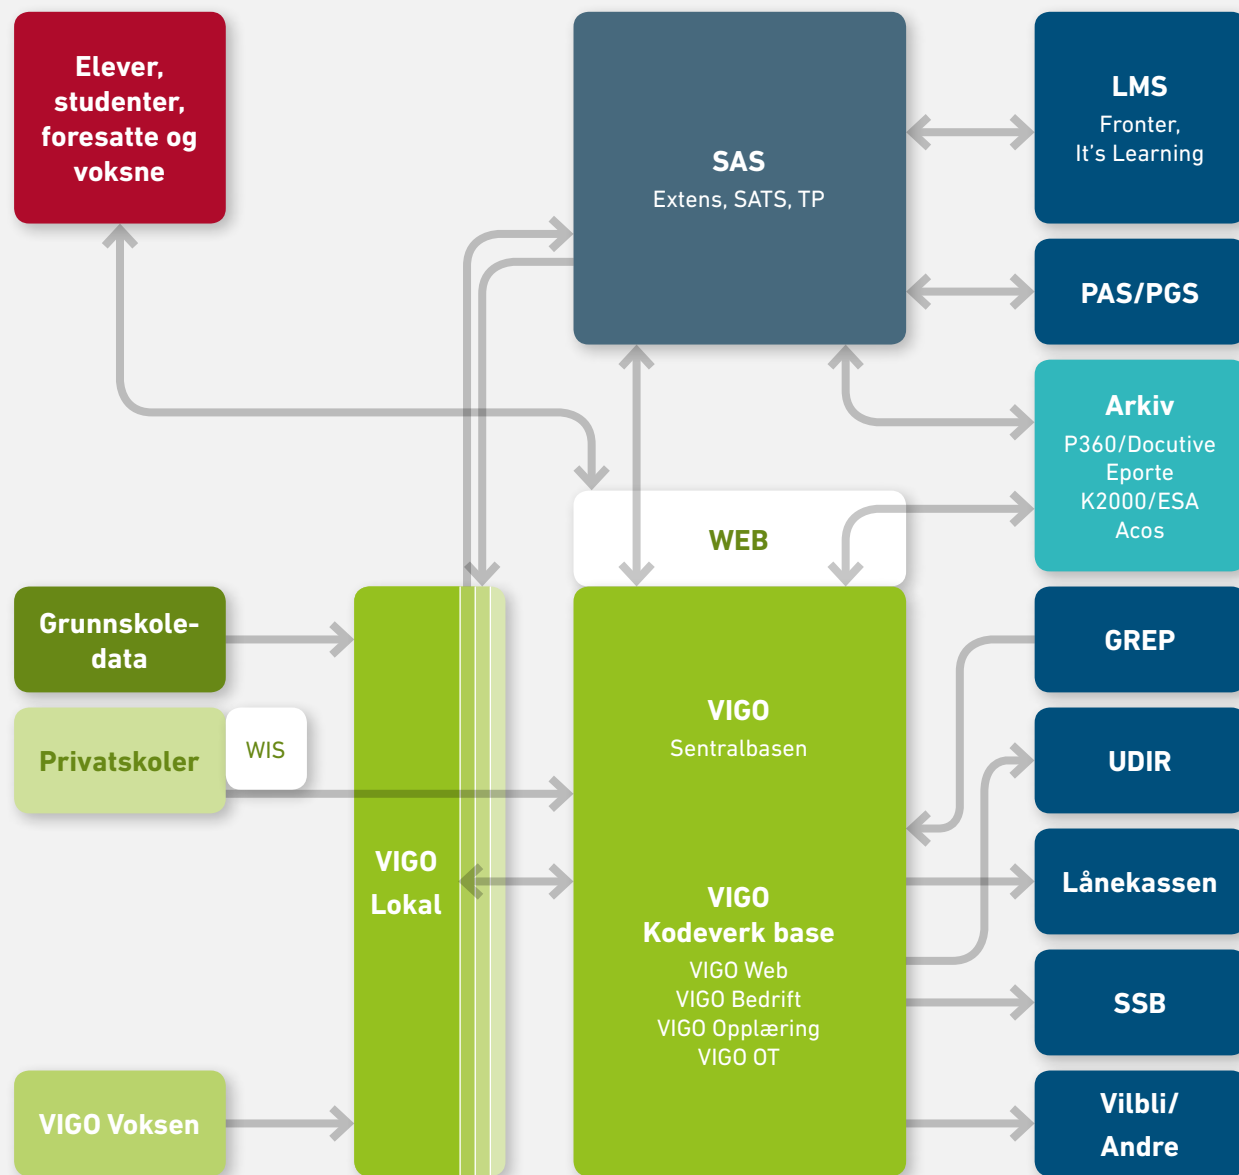 Elever,
studenter,
foresatte og
voksne
SAS
Extens, SATS, TP
LMS
Fronter,
It's Learning
PAS/PGS
Arkiv
P360/Docutive
Eporte
K2000/ESA
Acos
WEB
Grunnskole-
data
Privatskoler
WIS
VIGO
Lokal
VIGO Voksen
VIGO
Sentralbasen
VIGO
Kodeverk base
VIGO Web
VIGO Bedrift
VIGO Opplæring
VIGO OT
GREP
UDIR
Lånekassen
SSB
Vilbli/
Andre